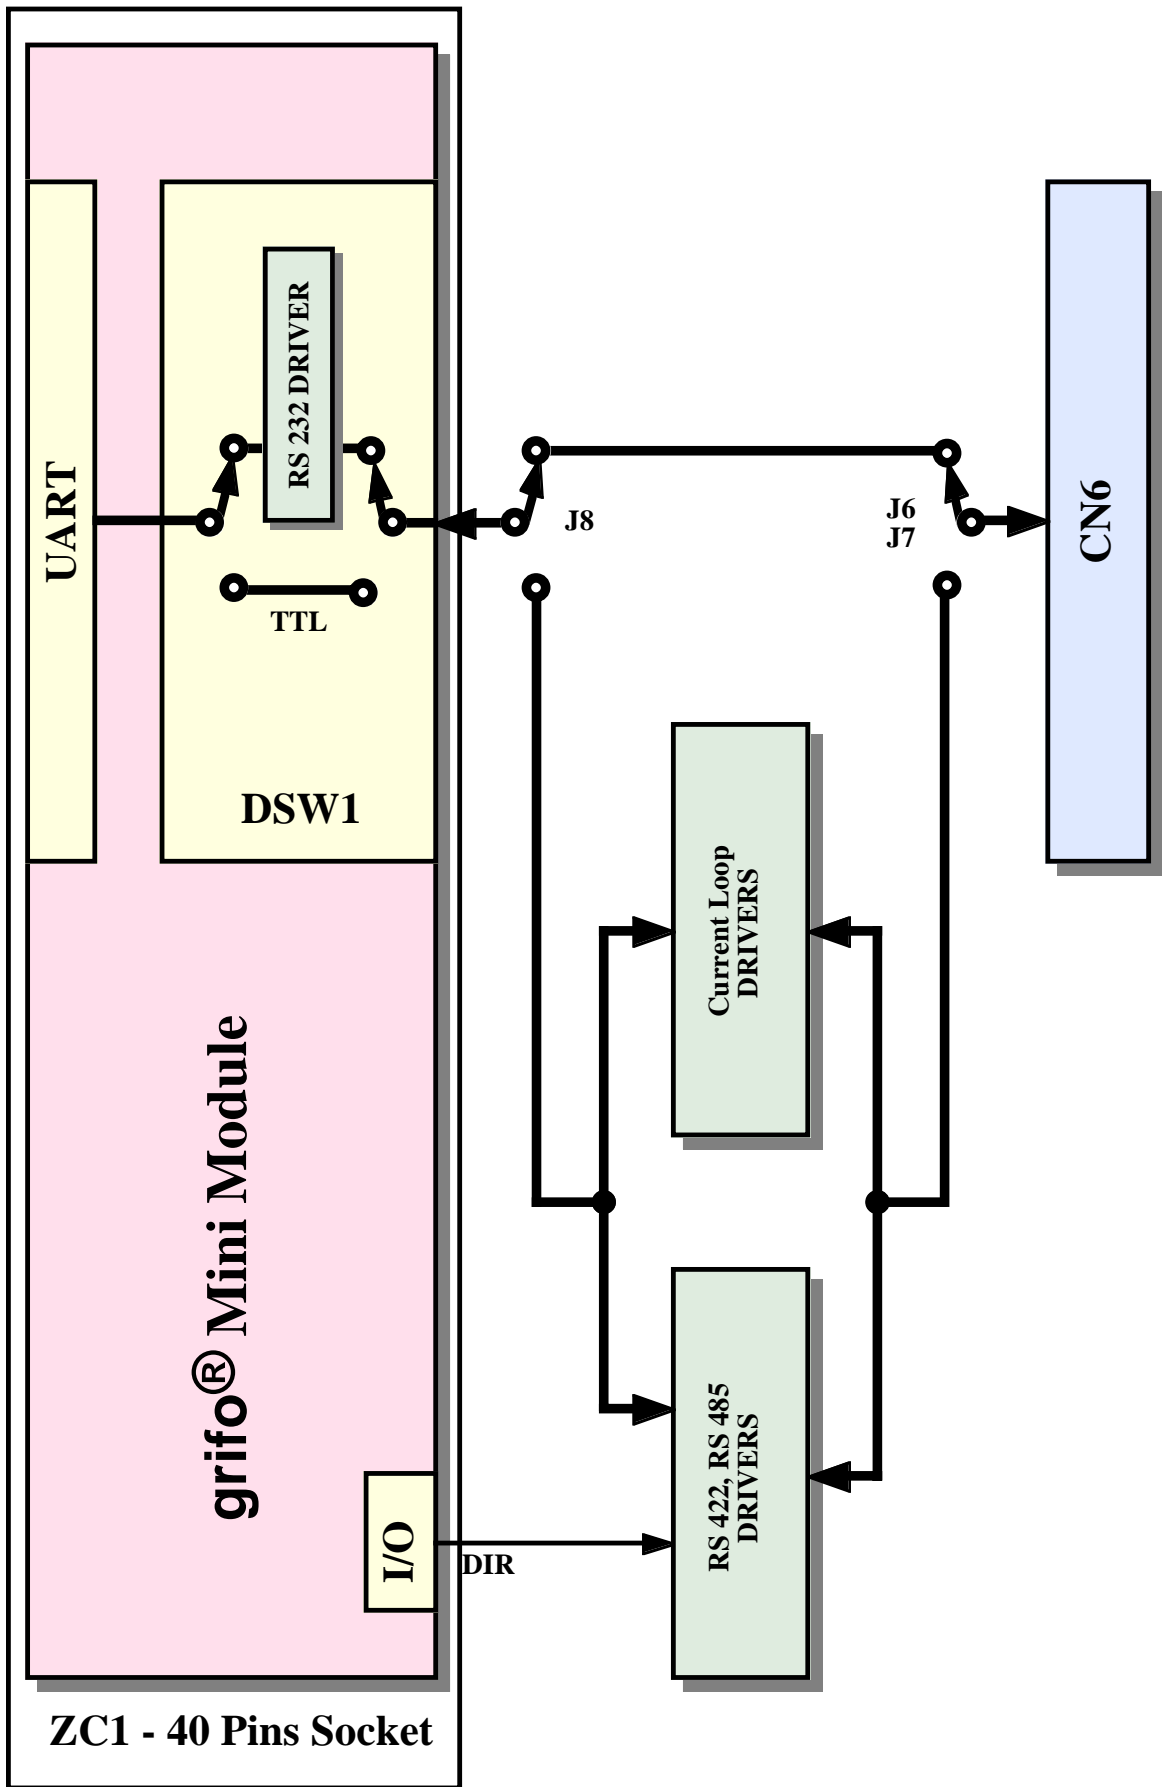 RS 232 DRIVER
UART
J8
J6
J7
CN6
TTL
DSW1
Current Loop
DRIVERS
grifo® Mini Module
RS 422, RS 485
DRIVERS
I/O
DIR
ZC1 - 40 Pins Socket